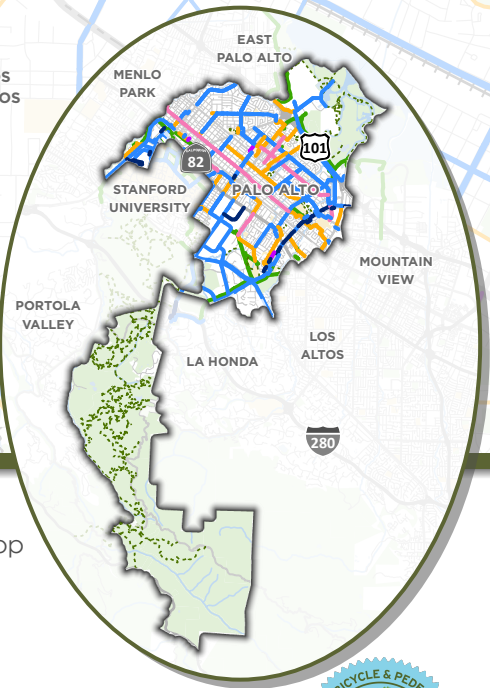 EAST
PALO ALTO
MENLO
PARK
S
OS
101
CALIFORNIA
82
PALO ALTO
STANFORD
UNIVERSITY
MOUNTAIN
VIEW
PORTOLA
VALLEY
LOS
ALTOS
LA HONDA
280
op
BICYCLE & PEDE